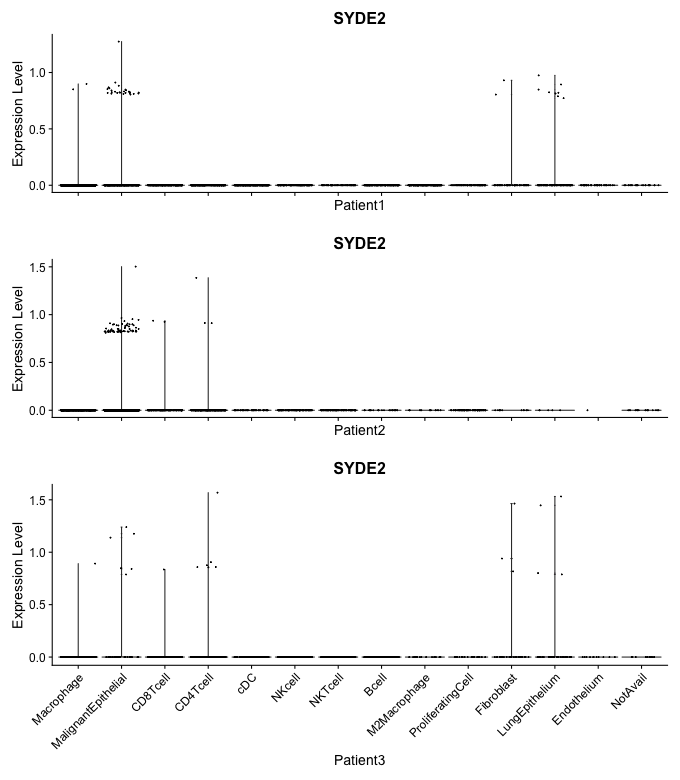 SYDE2
Expression Level
1.0
0.5
0.0
Patient1
SYDE2
Expression Level
1.5
1.0
0.5
0.0
Patient2
SYDE2
Expression Level
1.5
1.0
0.5
0.0
Macrophage
MalignantEpithelial
CD8Tcell
CD4Tcell
cDC
NKcell
NKTcell
Bcell
M2Macrophage
ProliferatingCell
Fibroblast
LungEpithelium
Endothelium
NotAvail
Patient3